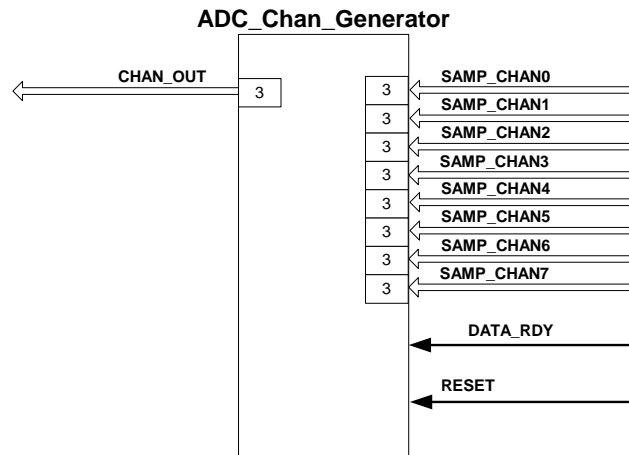 ADC_Chan_Generator
CHAN_OUT
3
SAMP_CHAN0
3
SAMP_CHAN1
3
SAMP_CHAN2
3
SAMP_CHAN3
3
SAMP_CHAN4
3
SAMP_CHAN5
3
SAMP_CHAN6
3
SAMP_CHAN7
3
DATA_RDY
RESET